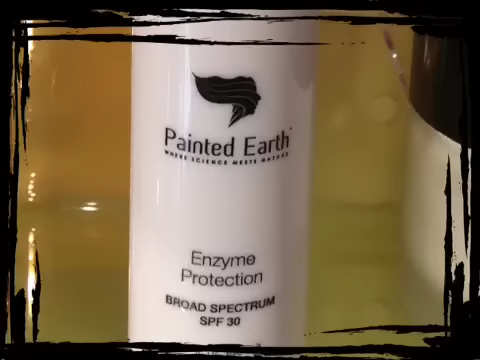 Painted Earth
WHERE SCIENCE MEETS NATURE
Enzyme
Protection
BROAD SPECTRUM
SPF 30